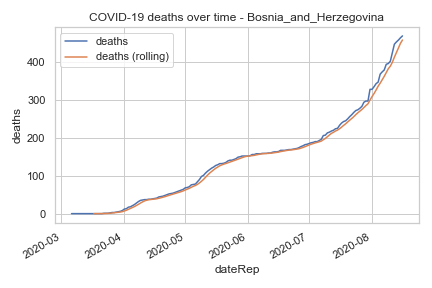 COVID-19 deaths over time - Bosnia_and_Herzegovina
deaths
deaths (rolling)
400
300
200
100
0
deaths
2020-03
2020-04
2020-05
2020-06
2020-07
2020-08
dateRep